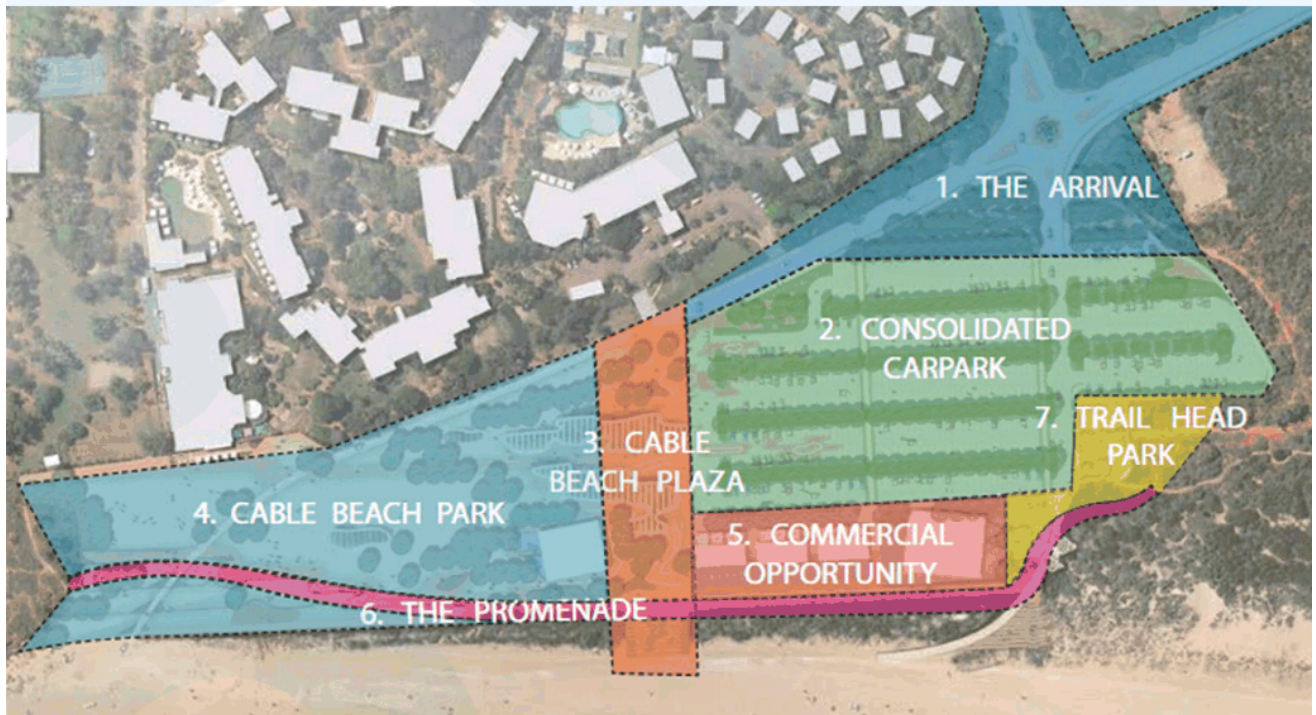 1. THE ARRIVAL
2. CONSOLIDATED
CARPARK
7. TRAIL HEAD
PARK
3. CABLE
BEACH PLAZA
4. CABLE BEACH PARK
5. COMMERCIAL
OPPORTUNITY
6. THE PROMENADE